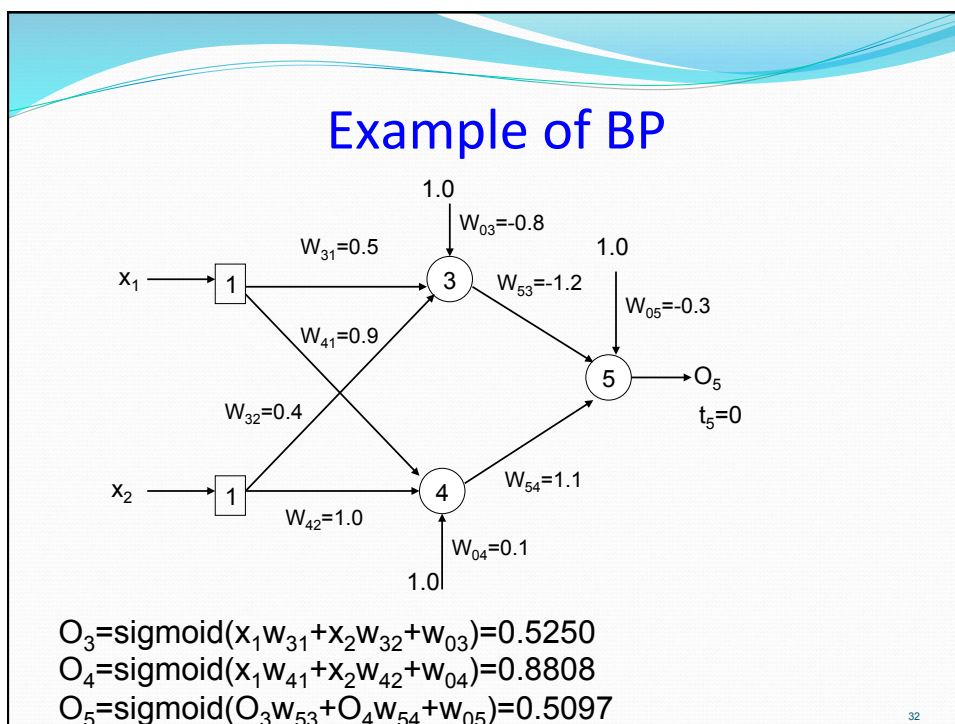 Example of BP
1.0
W₀₃=-0.8
W₃₁=0.5
1.0
x₁
1
3
W₅₃=-1.2
W₀₅=-0.3
W₄₁=0.9
5
O₅
t₅=0
W₃₂=0.4
W₅₄=1.1
x₂
1
4
W₄₂=1.0
W₀₄=0.1
1.0
O₃=sigmoid(x₁w₃₁+x₂w₃₂+w₀₃)=0.5250
O₄=sigmoid(x₁w₄₁+x₂w₄₂+w₀₄)=0.8808
O₅=sigmoid(O₃w₅₃+O₄w₅₄+w₀₅)=0.5097
32